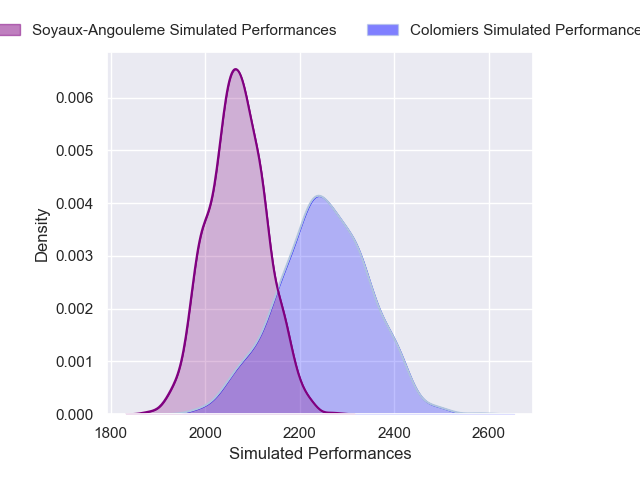 Soyaux-Angouleme Simulated Performances
Colomiers Simulated Performance
0.006
0.005
0.004
0.003
0.002
0.001
0.000
Density
1800 2000 2200 2400 2600
Simulated Performances